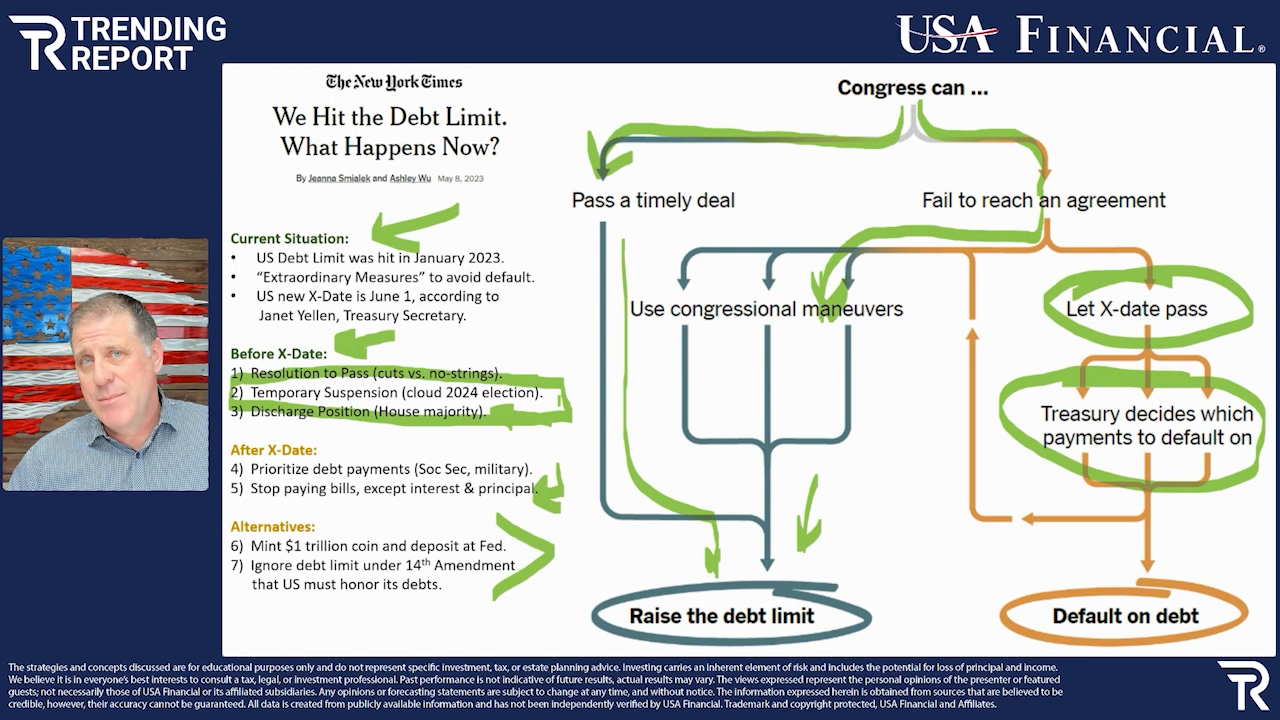 TRENDING
REPORT
USA FINANCIAL®
The New York Times
We Hit the Debt Limit.
What Happens Now?
By Jeanna Smialek and Ashley Wu May 8, 2023
Current Situation:
• US Debt Limit was hit in January 2023.
• “Extraordinary Measures” to avoid default.
• US new X-Date is June 1, according to
Janet Yellen, Treasury Secretary.
Before X-Date:
1) Resolution to Pass (cuts vs. no-strings).
2) Temporary Suspension (cloud 2024 election).
3) Discharge Position (House majority).
After X-Date:
4) Prioritize debt payments (Soc Sec, military).
5) Stop paying bills, except interest & principal.
Alternatives:
6) Mint $1 trillion coin and deposit at Fed.
7) Ignore debt limit under 14th Amendment
that US must honor its debts.
Congress can ...
Pass a timely deal
Fail to reach an agreement
Use congressional maneuvers
Let X-date pass
Treasury decides which
payments to default on
Raise the debt limit
Default on debt
The strategies and concepts discussed are for educational purposes only and do not represent specific investment, tax, or estate planning advice. Investing carries an inherent element of risk and includes the potential for loss of principal and income.
We believe it is in everyone’s best interests to consult a tax, legal, or investment professional. Past performance is not indicative of future results, actual results may vary. The views expressed represent the personal opinions of the presenter or featured
guests; not necessarily those of USA Financial or its affiliated subsidiaries. Any opinions or forecasting statements are subject to change at any time, and without notice. The information expressed herein is obtained from sources that are believed to be
credible, however, their accuracy cannot be guaranteed. All data is created from publicly available information and has not been independently verified by USA Financial. Trademark and copyright protected, USA Financial and Affiliates.